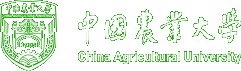 中国农业大学
China Agricultural University